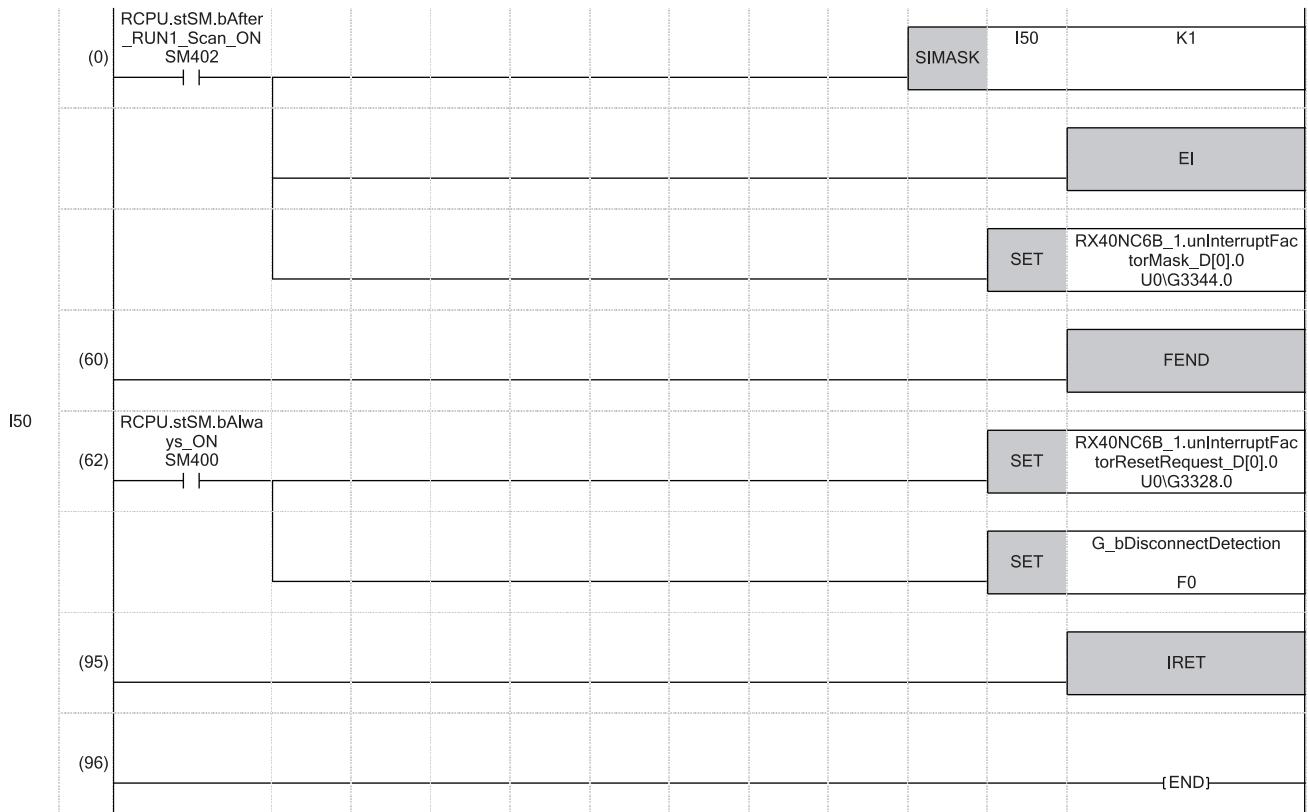 RCPU.stSM.bAfter
_RUN1_Scan_ON
(0)
SM402
SIMASK
I50
K1
EI
SET
RX40NC6B_1.unInterruptFac
torMask_D[0].0
U0\G3344.0
(60)
FEND
I50
RCPU.stSM.bAlwa
ys_ON
(62)
SM400
SET
RX40NC6B_1.unInterruptFac
torResetRequest_D[0].0
U0\G3328.0
SET
G_bDisconnectDetection
F0
(95)
IRET
(96)
[END]